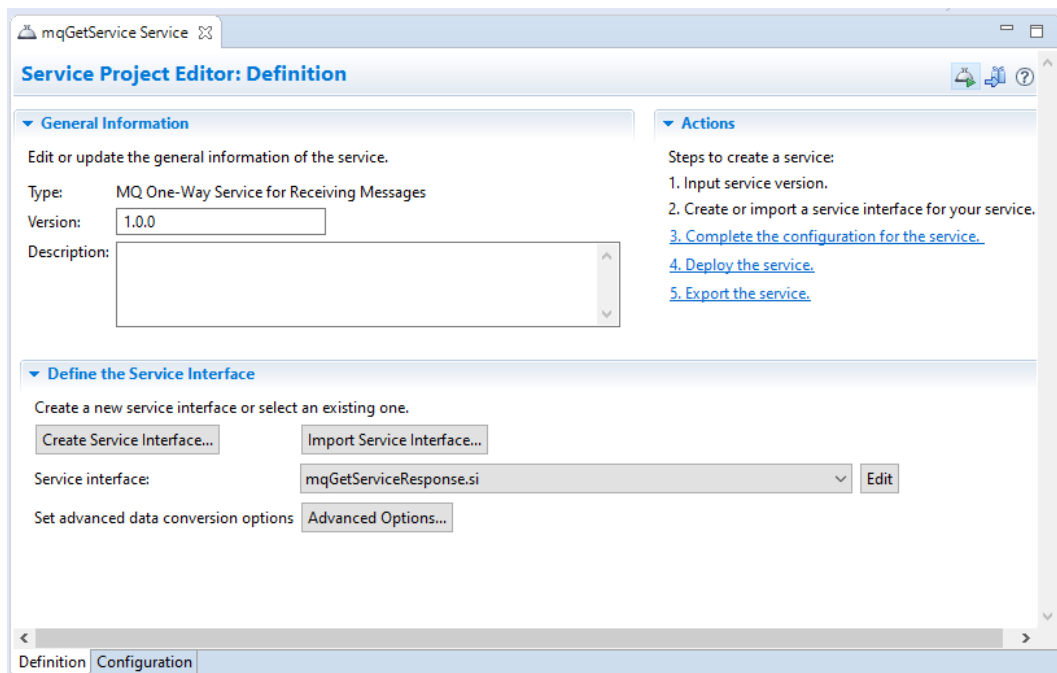 mqGetService Service
Service Project Editor: Definition
General Information
Edit or update the general information of the service.
Type: MQ One-Way Service for Receiving Messages
Version: 1.0.0
Description:
Actions
Steps to create a service:
1. Input service version.
2. Create or import a service interface for your service.
3. Complete the configuration for the service.
4. Deploy the service.
5. Export the service.
Define the Service Interface
Create a new service interface or select an existing one.
Create Service Interface... Import Service Interface...
Service interface: mqGetServiceResponse.si Edit
Set advanced data conversion options Advanced Options...
Definition Configuration